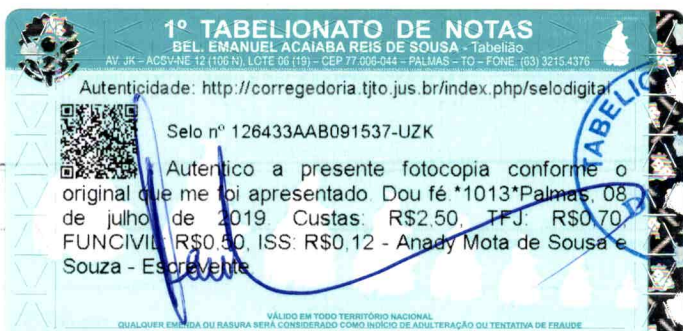 1º TABELIONATO DE NOTAS
BEL. EMANUEL ACAIABA REIS DE SOUSA - Tabelião
AV. JK – ACSV-NE 12 (106 N), LOTE 06 (19) – CEP 77.006-044 – PALMAS – TO – FONE: (63) 3215.4376
Autenticidade: http://corregedoria.tjto.jus.br/index.php/selodigital
Selo nº 126433AAB091537-UZK
Autentico a presente fotocopia conforme o
original que me foi apresentado. Dou fé.*1013*Palmas, 08
de julho de 2019. Custas: R$2,50, TFJ: R$0,70,
FUNCIVIL: R$0,50, ISS: R$0,12 - Anady Mota de Sousa e
Souza - Escrevente
VÁLIDO EM TODO TERRITÓRIO NACIONAL
QUALQUER EMENDA OU RASURA SERÁ CONSIDERADO COMO INDÍCIO DE ADULTERAÇÃO OU TENTATIVA DE FRAUDE